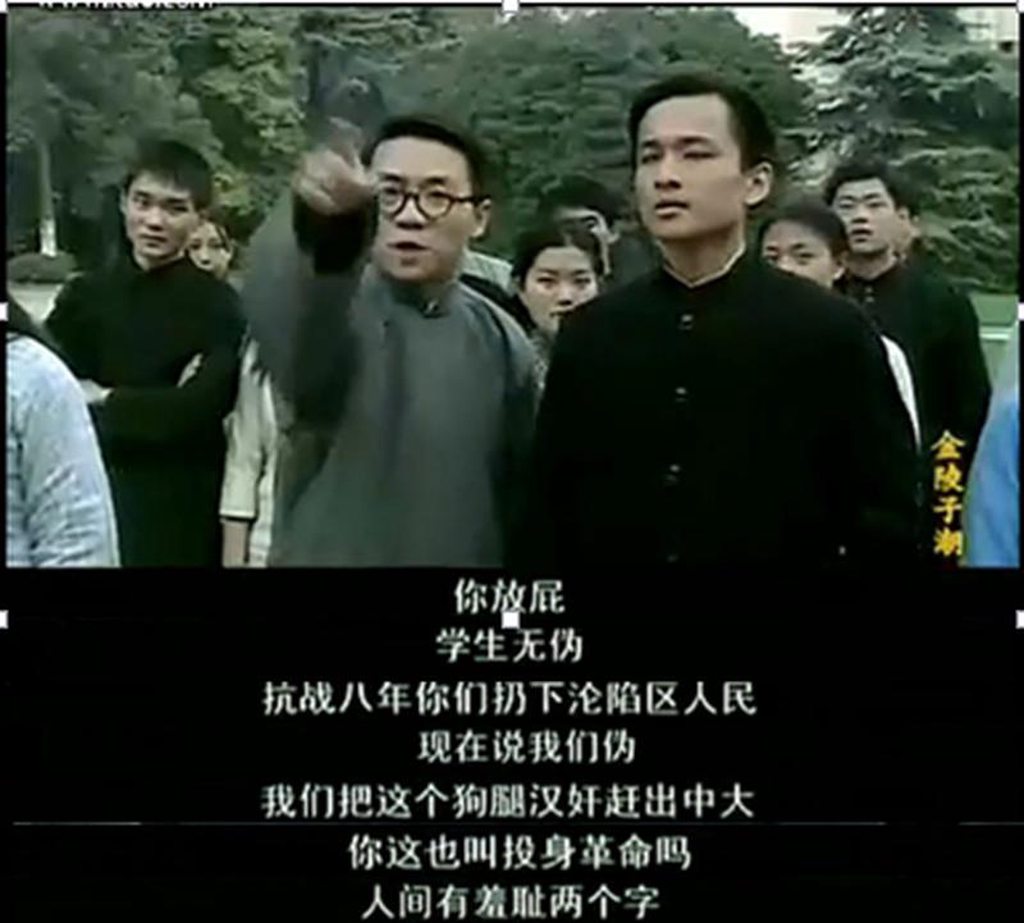 金陵子潮
你放屁
学生无伪
抗战八年你们扔下沦陷区人民
现在说我们伪
我们把这个狗腿汉奸赶出中大
你这也叫投身革命吗
人间有羞耻两个字